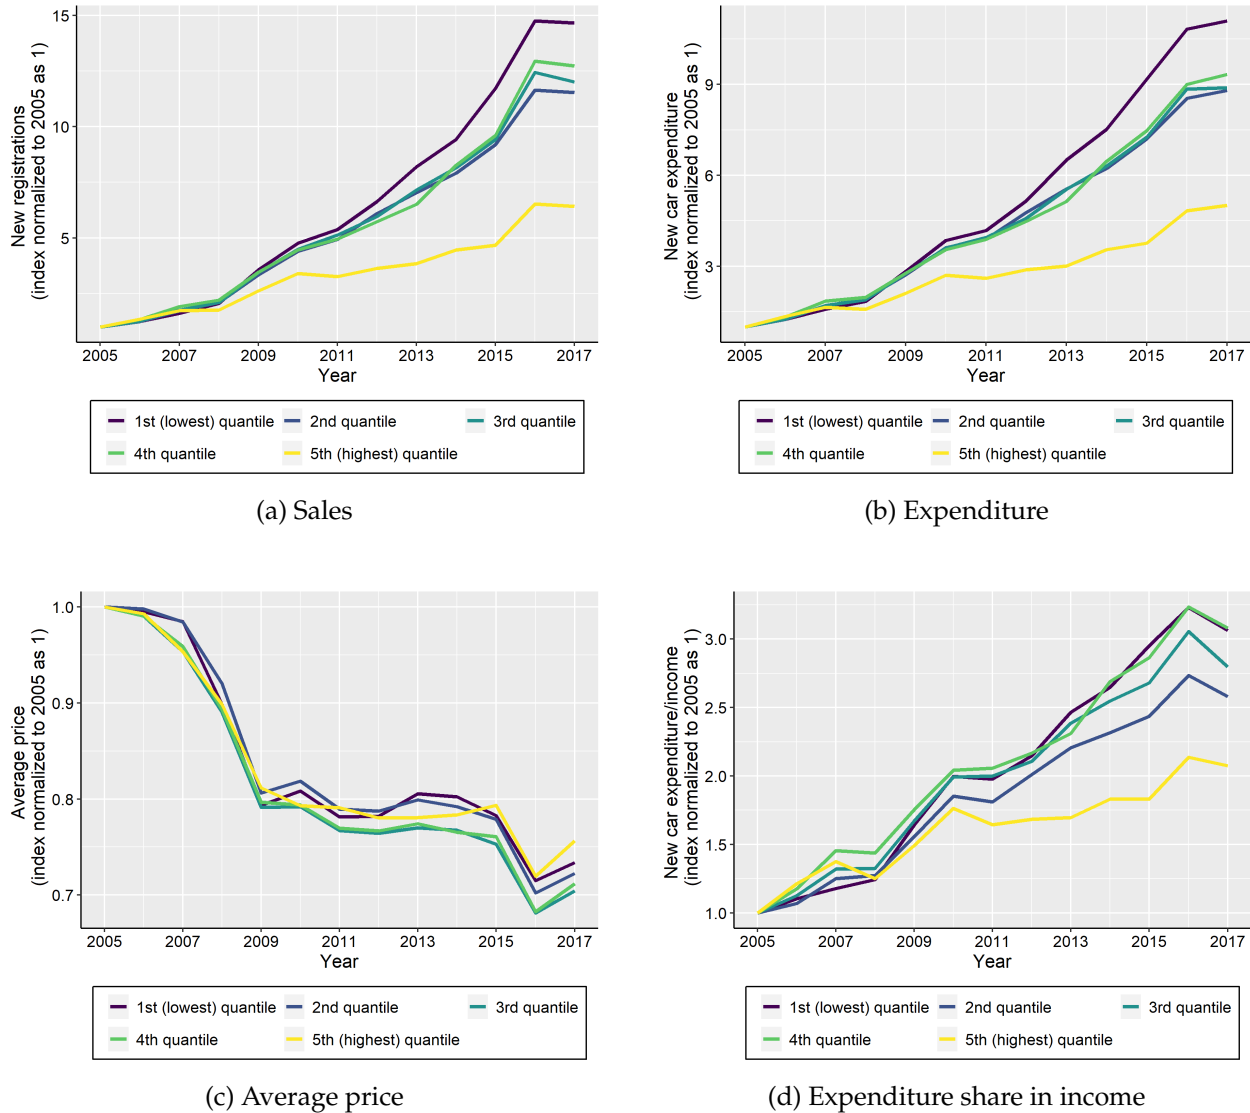 New registrations
(index normalized to 2005 as 1)
15
10
5
2005 2007 2009 2011 2013 2015 2017
Year
1st (lowest) quantile 2nd quantile 3rd quantile
4th quantile 5th (highest) quantile
(a) Sales
New car expenditure
(index normalized to 2005 as 1)
9
6
3
2005 2007 2009 2011 2013 2015 2017
Year
1st (lowest) quantile 2nd quantile 3rd quantile
4th quantile 5th (highest) quantile
(b) Expenditure
Average price
(index normalized to 2005 as 1)
1.0
0.9
0.8
0.7
2005 2007 2009 2011 2013 2015 2017
Year
1st (lowest) quantile 2nd quantile 3rd quantile
4th quantile 5th (highest) quantile
(c) Average price
New car expenditure/income
(index normalized to 2005 as 1)
3.0
2.5
2.0
1.5
1.0
2005 2007 2009 2011 2013 2015 2017
Year
1st (lowest) quantile 2nd quantile 3rd quantile
4th quantile 5th (highest) quantile
(d) Expenditure share in income